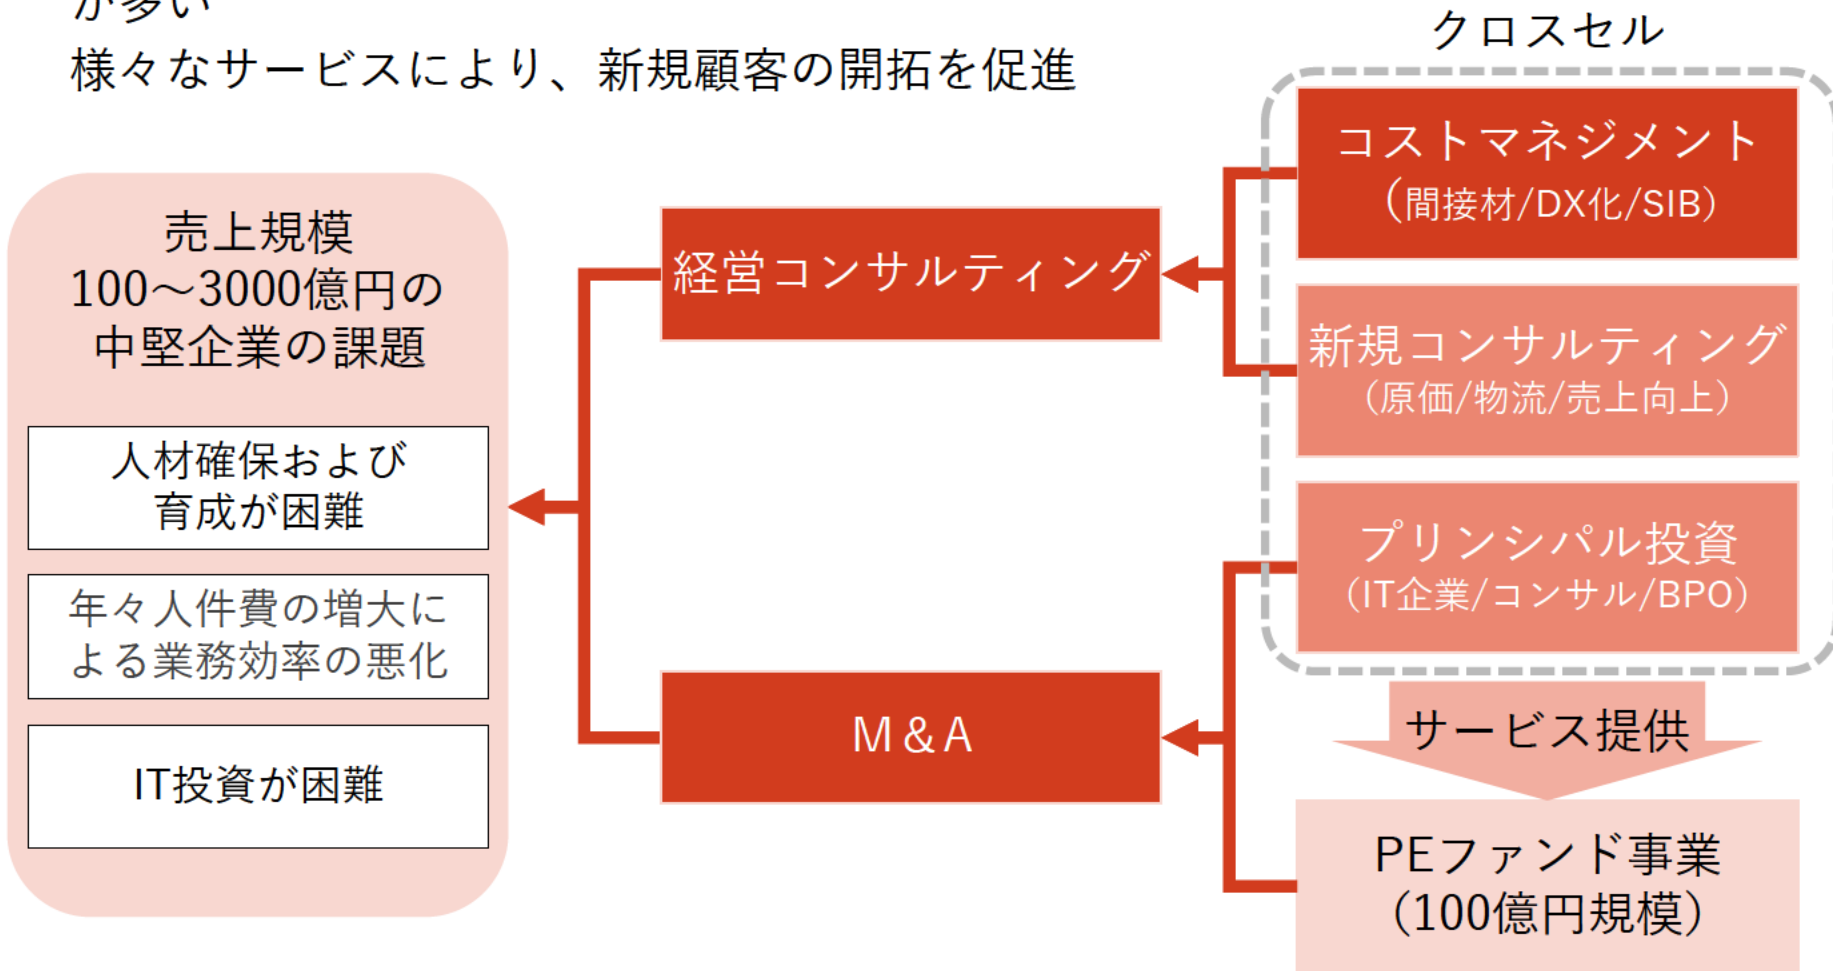 が多い
様々なサービスにより、新規顧客の開拓を促進
クロスセル
売上規模
100～3000億円の
中堅企業の課題
人材確保および
育成が困難
年々人件費の増大に
よる業務効率の悪化
IT投資が困難
経営コンサルティング
M＆A
コストマネジメント
（間接材/DX化/SIB）
新規コンサルティング
（原価/物流/売上向上）
プリンシパル投資
（IT企業/コンサル/BPO）
サービス提供
PEファンド事業
（100億円規模）